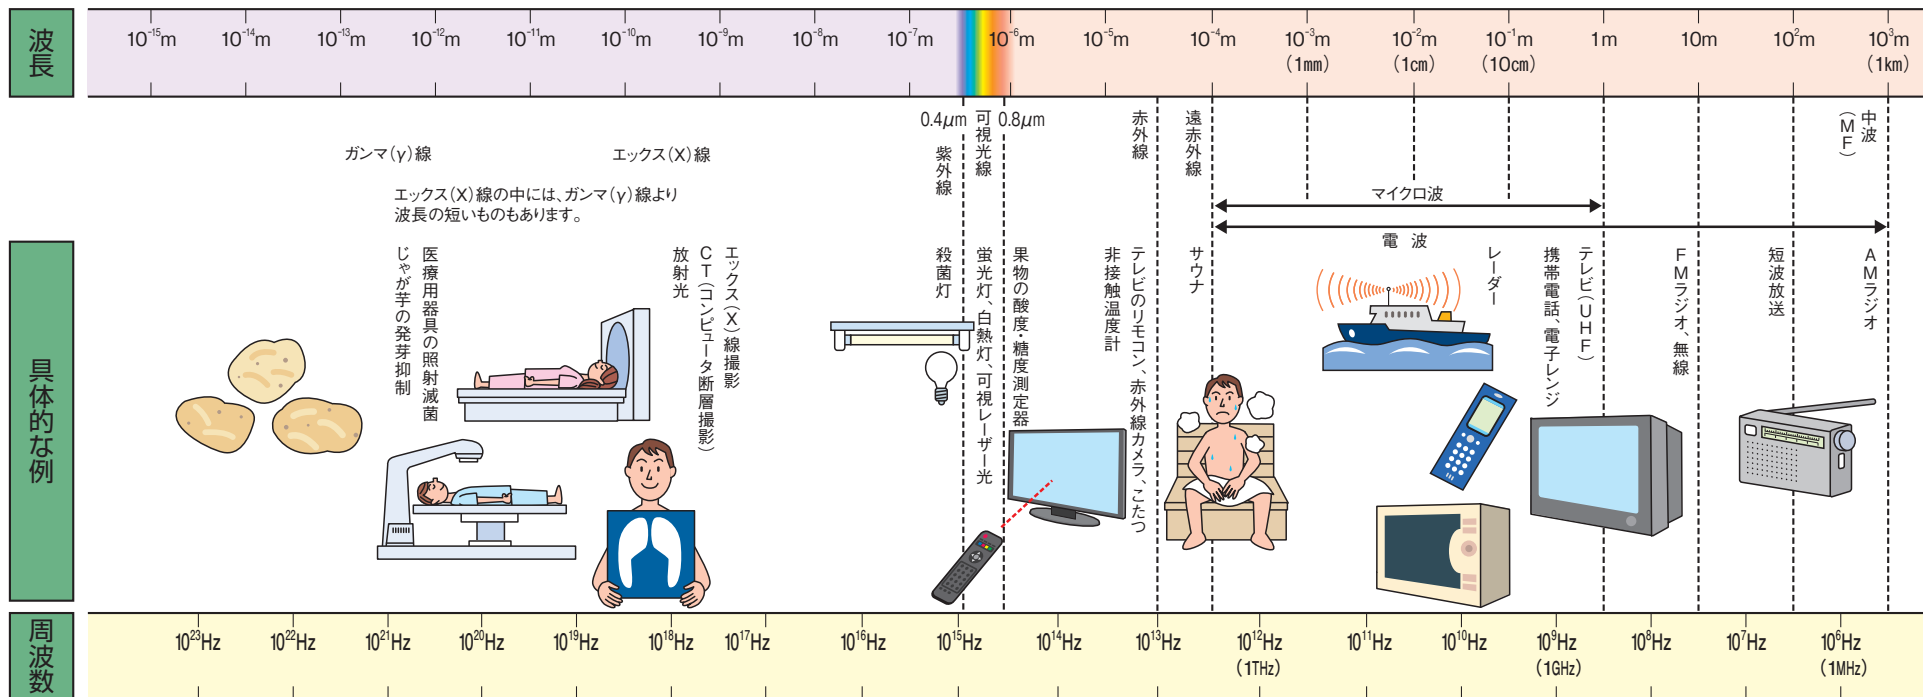 波長
10⁻¹⁵m 10⁻¹⁴m 10⁻¹³m 10⁻¹²m 10⁻¹¹m 10⁻¹⁰m 10⁻⁹m 10⁻⁸m 10⁻⁷m 10⁻⁶m 10⁻⁵m 10⁻⁴m 10⁻³m 10⁻²m 10⁻¹m 1m 10m 10²m 10³m
(1mm) (1cm) (10cm) (1km)
0.4μm
可視光線
0.8μm
ガンマ(γ)線
エックス(X)線
紫外線
赤外線
遠赤外線
中波
(MF)
エックス(X)線の中には、ガンマ(γ)線より
波長の短いものもあります。
マイクロ波
電 波
具体的な例
医療用器具の照射滅菌
じゃが芋の発芽抑制
エックス(X)線撮影
CT(コンピュータ断層撮影)
放射光
殺菌灯
蛍光灯、白熱灯、可視レーザー光
果物の酸度・糖度測定器
テレビのリモコン、赤外線カメラ、こたつ
非接触温度計
サウナ
レーダー
テレビ(UHF)
携帯電話、電子レンジ
FMラジオ、無線
短波放送
AMラジオ
周波数
10²³Hz 10²²Hz 10²¹Hz 10²⁰Hz 10¹⁹Hz 10¹⁸Hz 10¹⁷Hz 10¹⁶Hz 10¹⁵Hz 10¹⁴Hz 10¹³Hz 10¹²Hz 10¹¹Hz 10¹⁰Hz 10⁹Hz 10⁸Hz 10⁷Hz 10⁶Hz
(1THz) (1GHz) (1MHz)